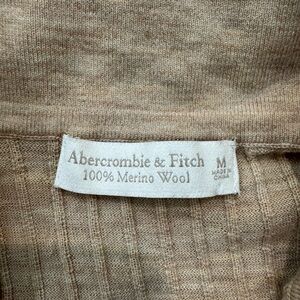 Abercrombie & Fitch
100% Merino Wool
M
MADE IN
CHINA